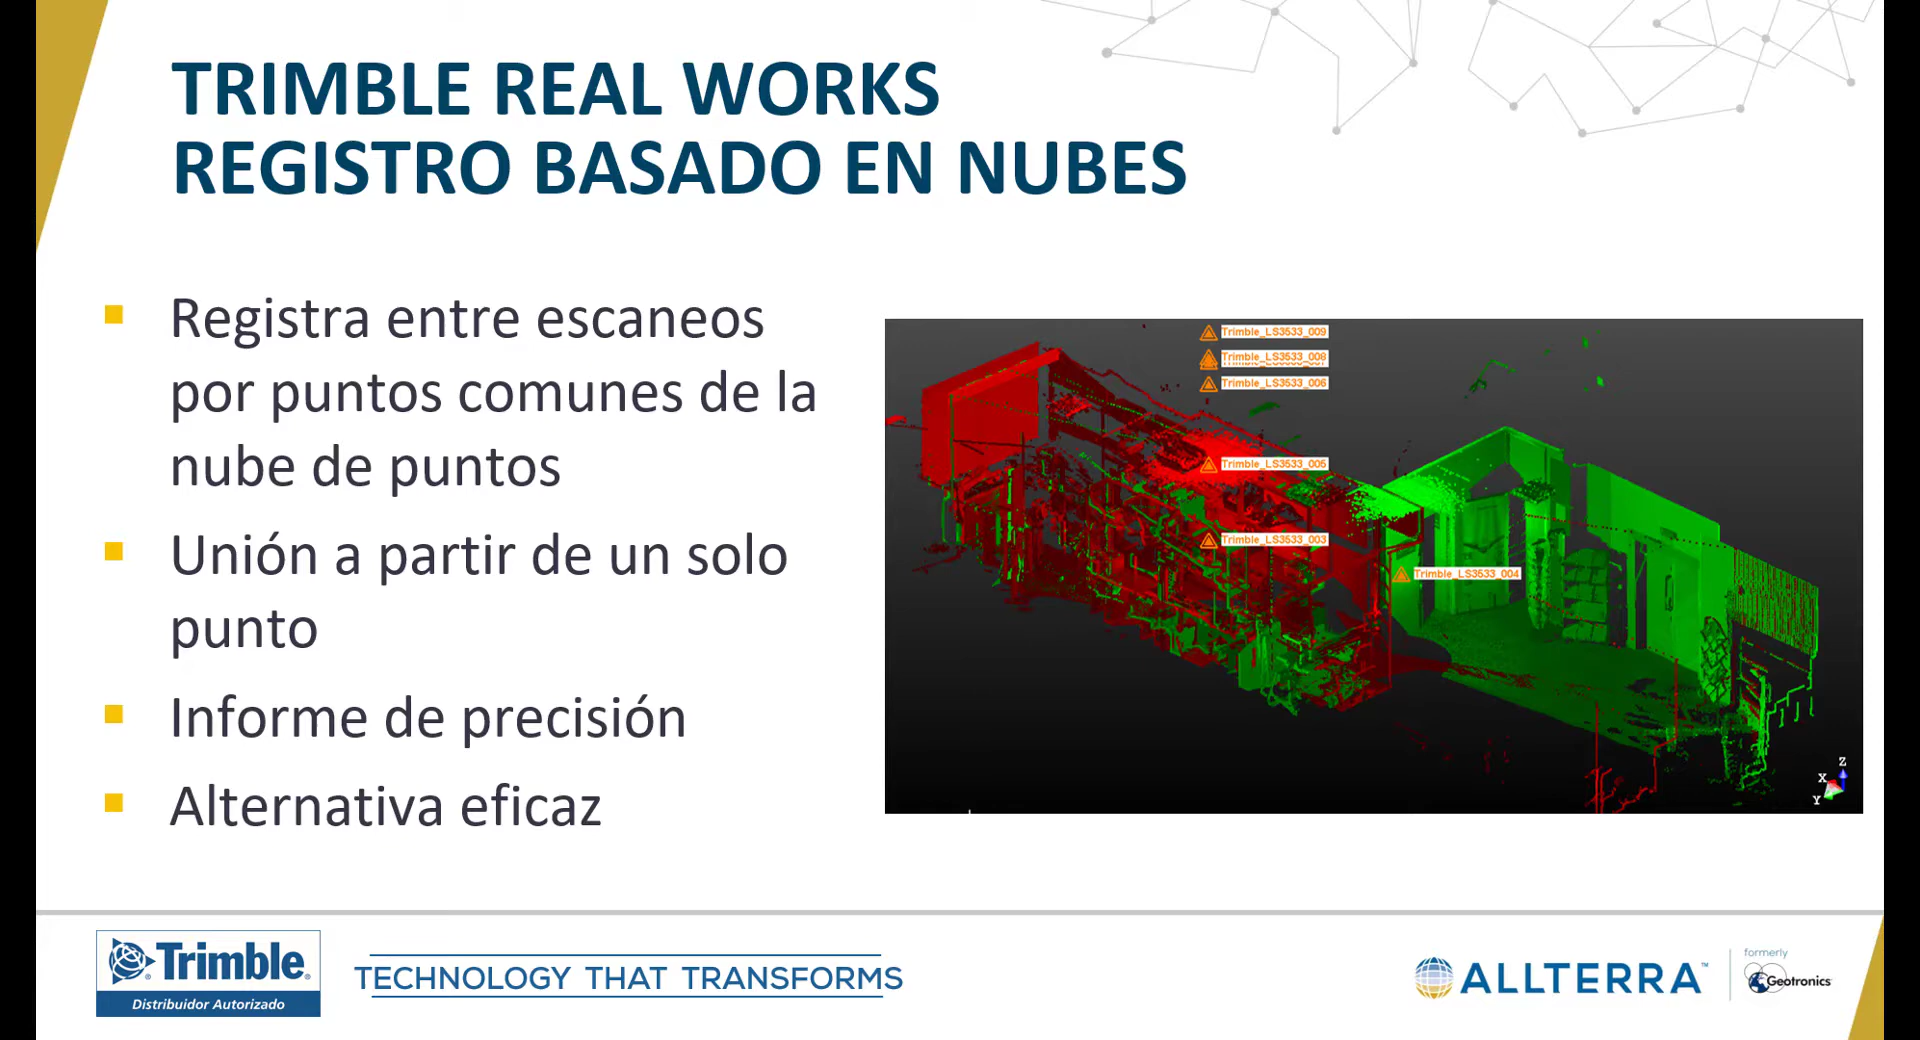 TRIMBLE REAL WORKS
REGISTRO BASADO EN NUBES
Registra entre escaneos
por puntos comunes de la
nube de puntos
Unión a partir de un solo
punto
Informe de precisión
Alternativa eficaz
Trimble_LS3533_009
Trimble_LS3533_008
Trimble_LS3533_006
Trimble_LS3533_005
Trimble_LS3533_003
Trimble_LS3533_004
Z
X
Y
Trimble®
Distribuidor Autorizado
TECHNOLOGY THAT TRANSFORMS
ALLTERRA™
formerly
Geotronics